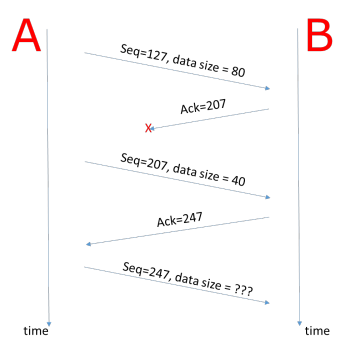 A
B
Seq=127, data size = 80
Ack=207
X
Seq=207, data size = 40
Ack=247
Seq=247, data size = ???
time
time